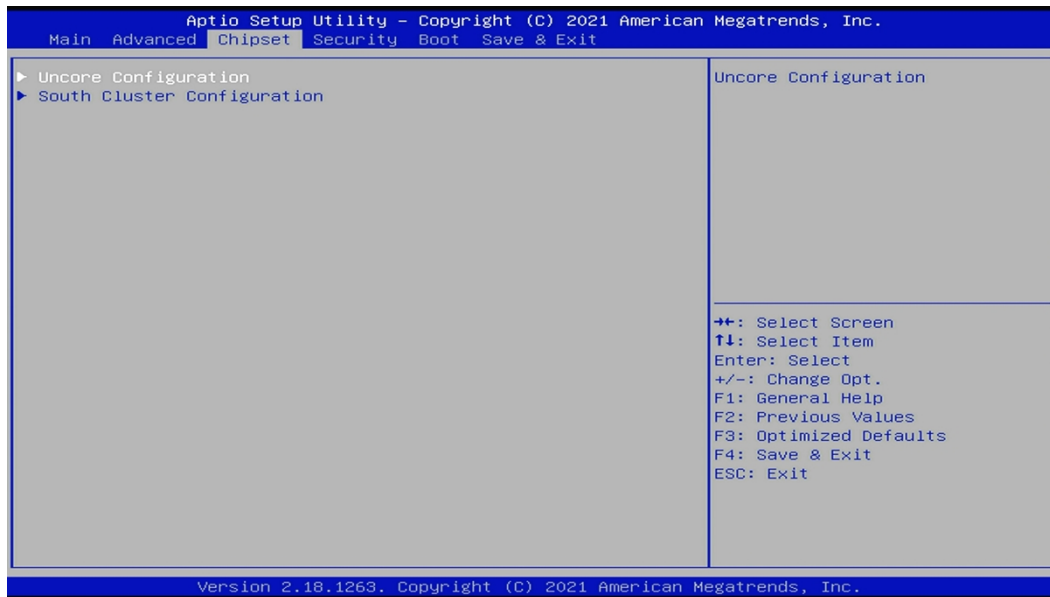 Aptio Setup Utility – Copyright (C) 2021 American Megatrends, Inc.
Main Advanced Chipset Security Boot Save & Exit
▶ Uncore Configuration
▶ South Cluster Configuration
Uncore Configuration
→←: Select Screen
↑↓: Select Item
Enter: Select
+/-: Change Opt.
F1: General Help
F2: Previous Values
F3: Optimized Defaults
F4: Save & Exit
ESC: Exit
Version 2.18.1263. Copyright (C) 2021 American Megatrends, Inc.